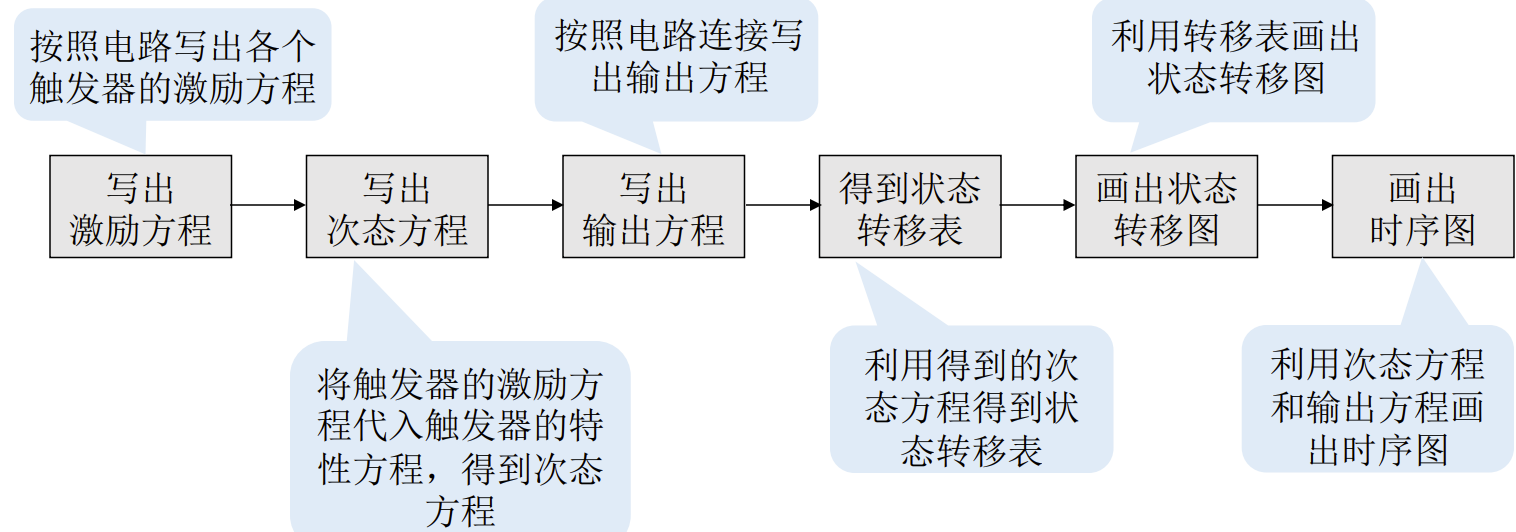 按照电路写出各个
触发器的激励方程
按照电路连接写
出输出方程
利用转移表画出
状态转移图
写出
激励方程
写出
次态方程
写出
输出方程
得到状态
转移表
画出状态
转移图
画出
时序图
将触发器的激励方
程代入触发器的特
性方程，得到次态
方程
利用得到的次
态方程得到状
态转移表
利用次态方程
和输出方程画
出时序图